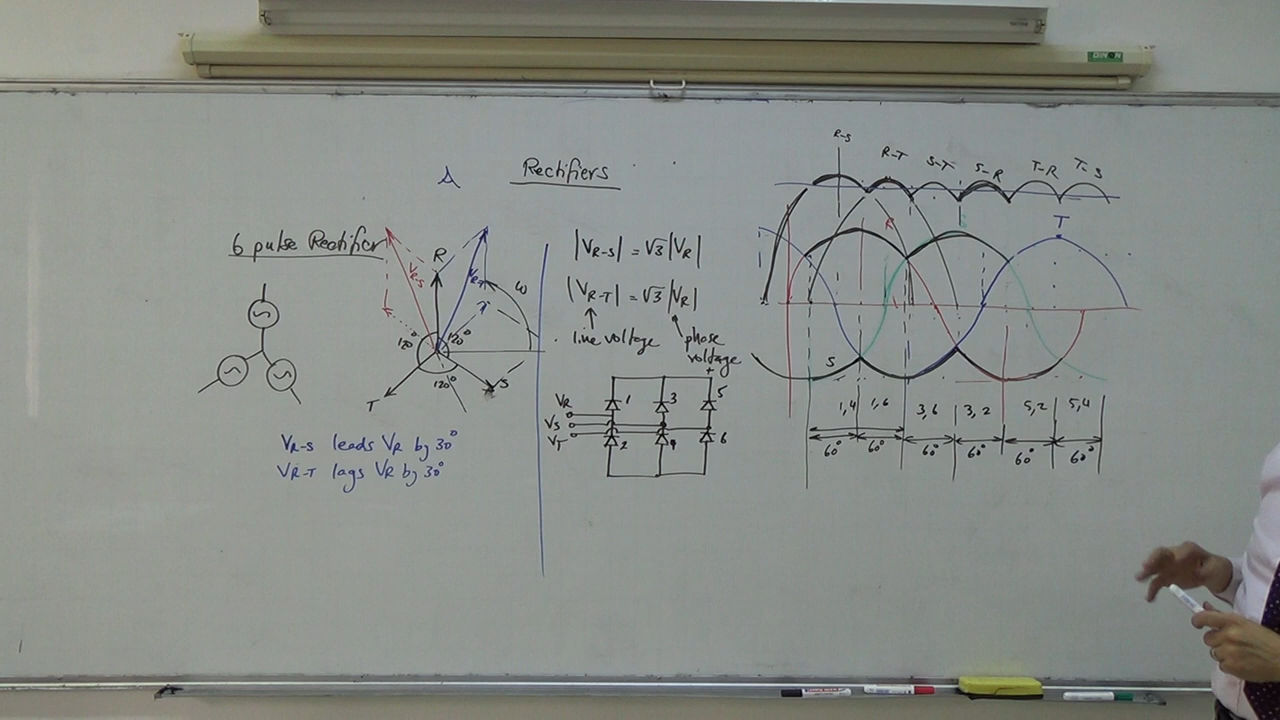 Rectifiers
6 pulse Rectifier
VR-S
R
VR-T
ω
120°
120°
120°
T
S
VR-S leads VR by 30°
VR-T lags VR by 30°
|VR-S| = √3 |VR|
|VR-T| = √3 |VR|
line voltage
phase voltage
+
VR
VS
VT
1 3 5
2 4 6
R-S R-T S-T S-R T-R T-S
R
T
S
1,4 1,6 3,6 3,2 5,2 5,4
60° 60° 60° 60° 60° 60°